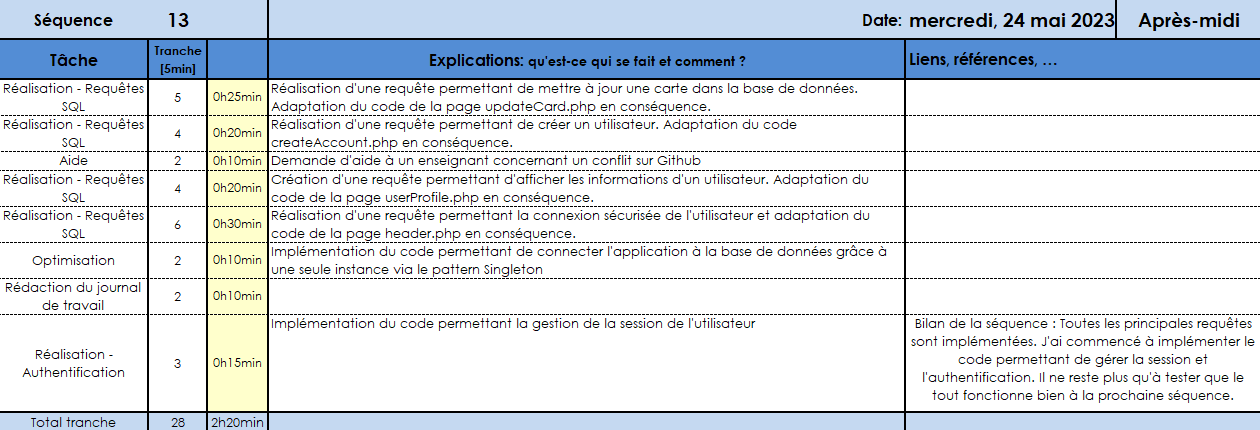 Séquence 13 Date: mercredi, 24 mai 2023 Après-midi
Tâche Tranche [5min] Explications: qu'est-ce qui se fait et comment ? Liens, références, …
Réalisation - Requêtes SQL 5 0h25min Réalisation d'une requête permettant de mettre à jour une carte dans la base de données.
Adaptation du code de la page updateCard.php en conséquence.
Réalisation - Requêtes SQL 4 0h20min Réalisation d'une requête permettant de créer un utilisateur. Adaptation du code
createAccount.php en conséquence.
Aide 2 0h10min Demande d'aide à un enseignant concernant un conflit sur Github
Réalisation - Requêtes SQL 4 0h20min Création d'une requête permettant d'afficher les informations d'un utilisateur. Adaptation du
code de la page userProfile.php en conséquence.
Réalisation - Requêtes SQL 6 0h30min Réalisation d'une requête permettant la connexion sécurisée de l'utilisateur et adaptation du
code de la page header.php en conséquence.
Optimisation 2 0h10min Implémentation du code permettant de connecter l'application à la base de données grâce à
une seule instance via le pattern Singleton
Rédaction du journal
de travail 2 0h10min
Réalisation -
Authentification 3 0h15min Implémentation du code permettant la gestion de la session de l'utilisateur
Bilan de la séquence : Toutes les principales requêtes
sont implémentées. J'ai commencé à implémenter le
code permettant de gérer la session et
l'authentification. Il ne reste plus qu'à tester que le
tout fonctionne bien à la prochaine séquence.
Total tranche 28 2h20min